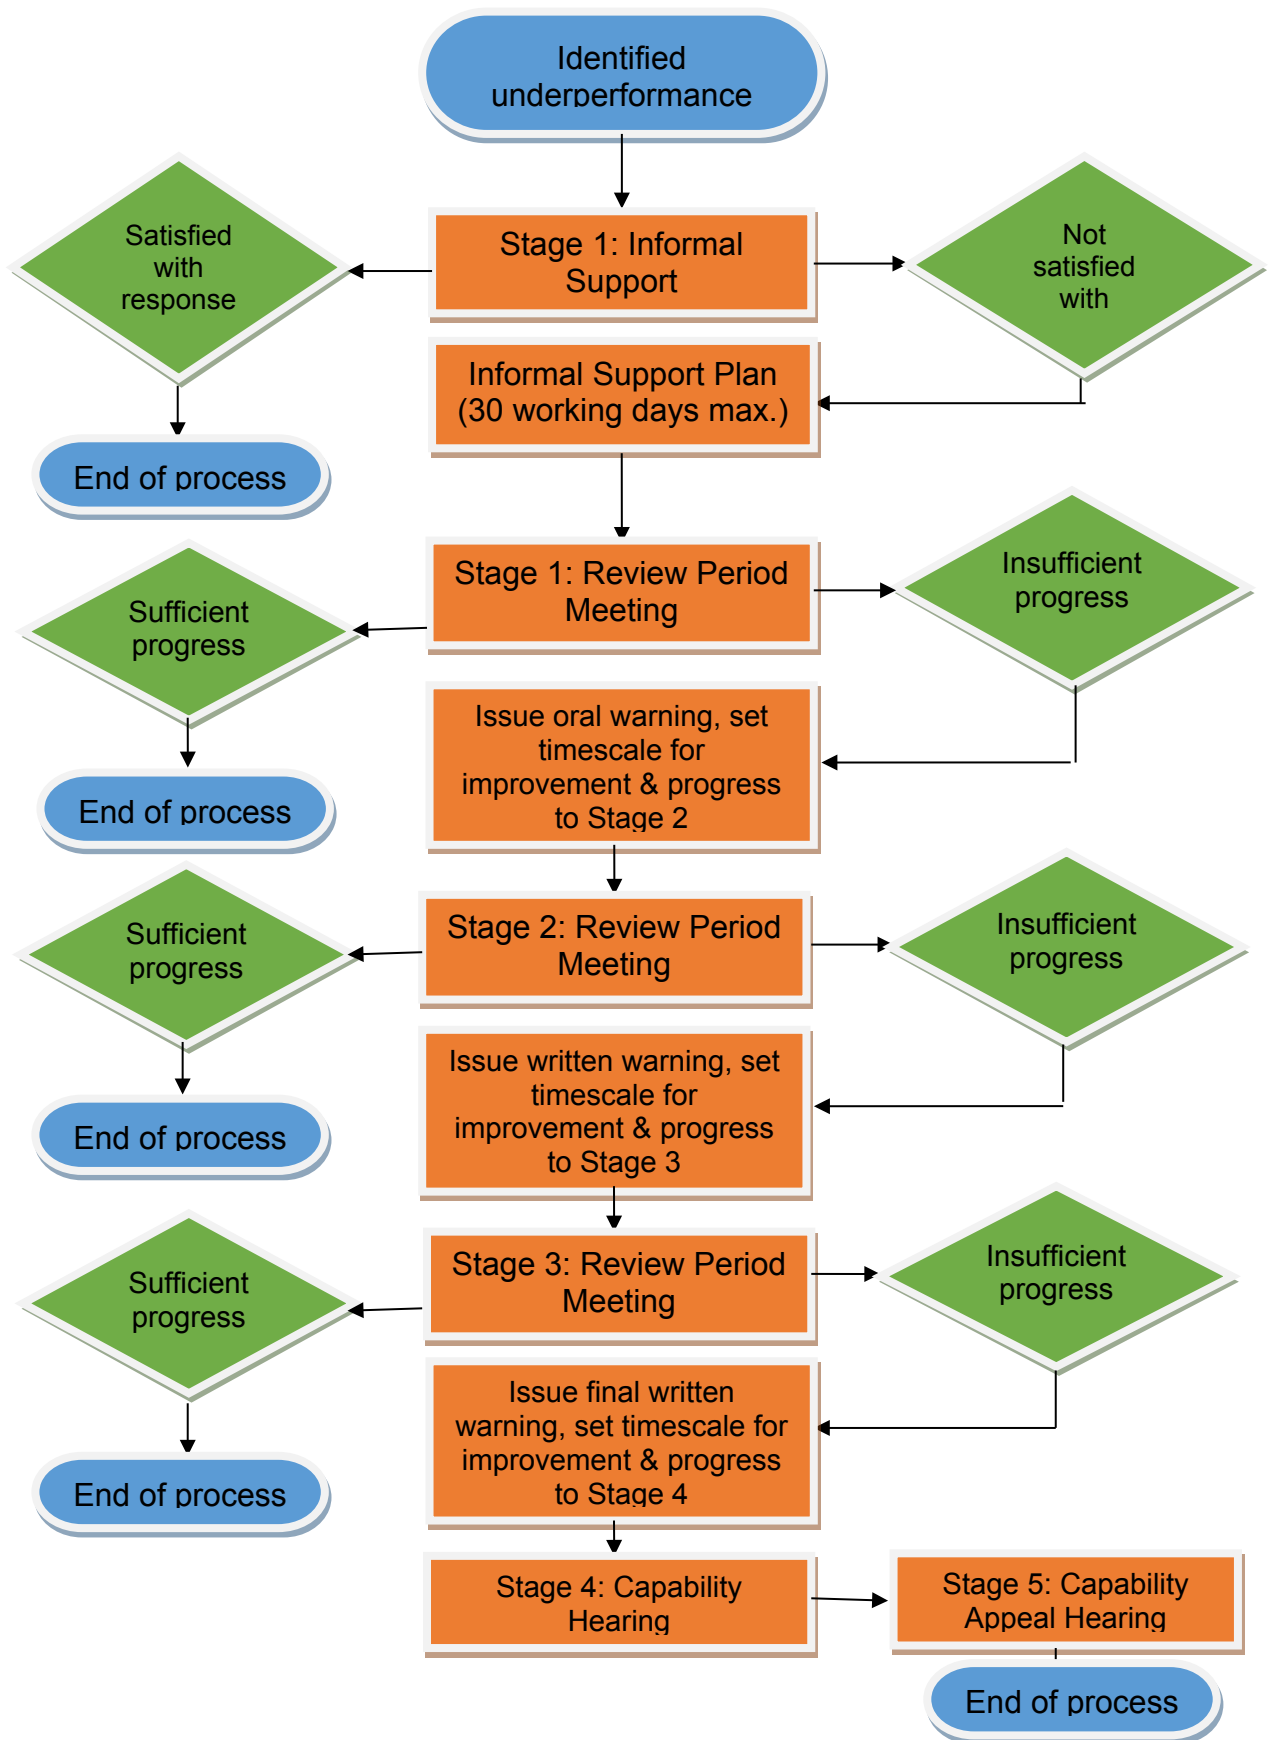 Identified
underperformance
Satisfied
with
response
Stage 1: Informal
Support
Not
satisfied
with
Informal Support Plan
(30 working days max.)
End of process
Stage 1: Review Period
Meeting
Insufficient
progress
Sufficient
progress
Issue oral warning, set
timescale for
improvement & progress
to Stage 2
End of process
Stage 2: Review Period
Meeting
Insufficient
progress
Sufficient
progress
Issue written warning, set
timescale for
improvement & progress
to Stage 3
End of process
Stage 3: Review Period
Meeting
Insufficient
progress
Sufficient
progress
Issue final written
warning, set timescale for
improvement & progress
to Stage 4
End of process
Stage 4: Capability
Hearing
Stage 5: Capability
Appeal Hearing
End of process